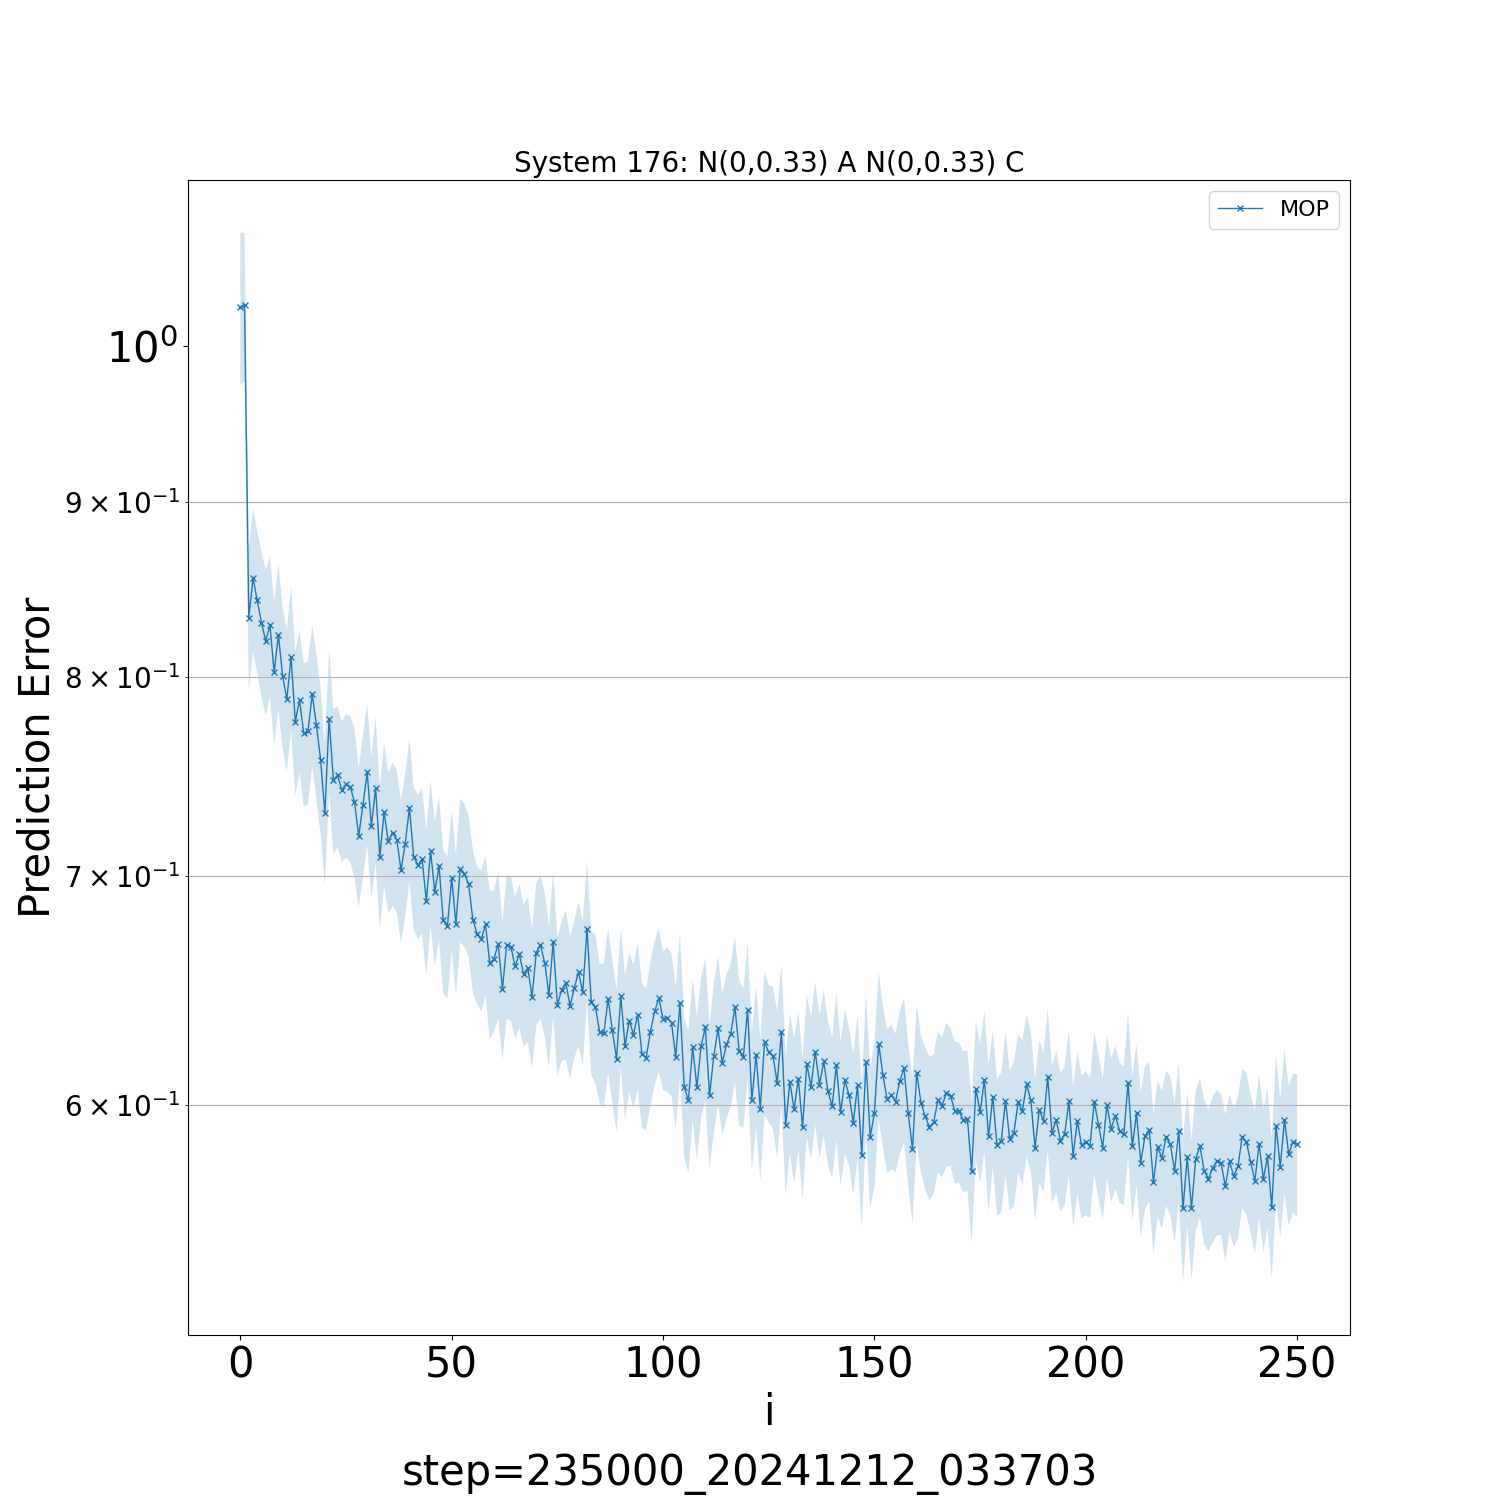 System 176: N(0,0.33) A N(0,0.33) C
MOP
10⁰
9 × 10⁻¹
8 × 10⁻¹
7 × 10⁻¹
6 × 10⁻¹
Prediction Error
0 50 100 150 200 250
i
step=235000_20241212_033703